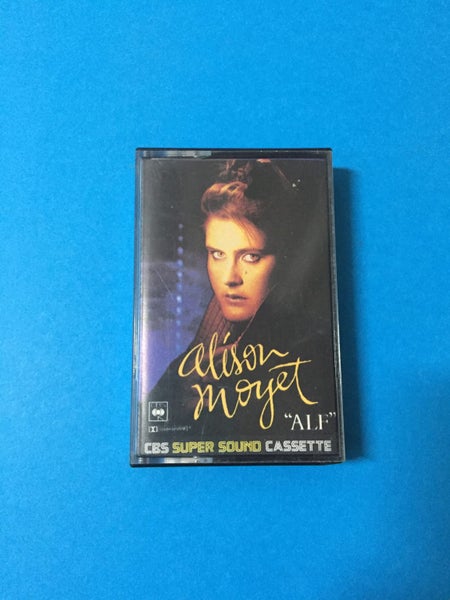 alison
moyet
"ALF"
CBS SUPER SOUND CASSETTE